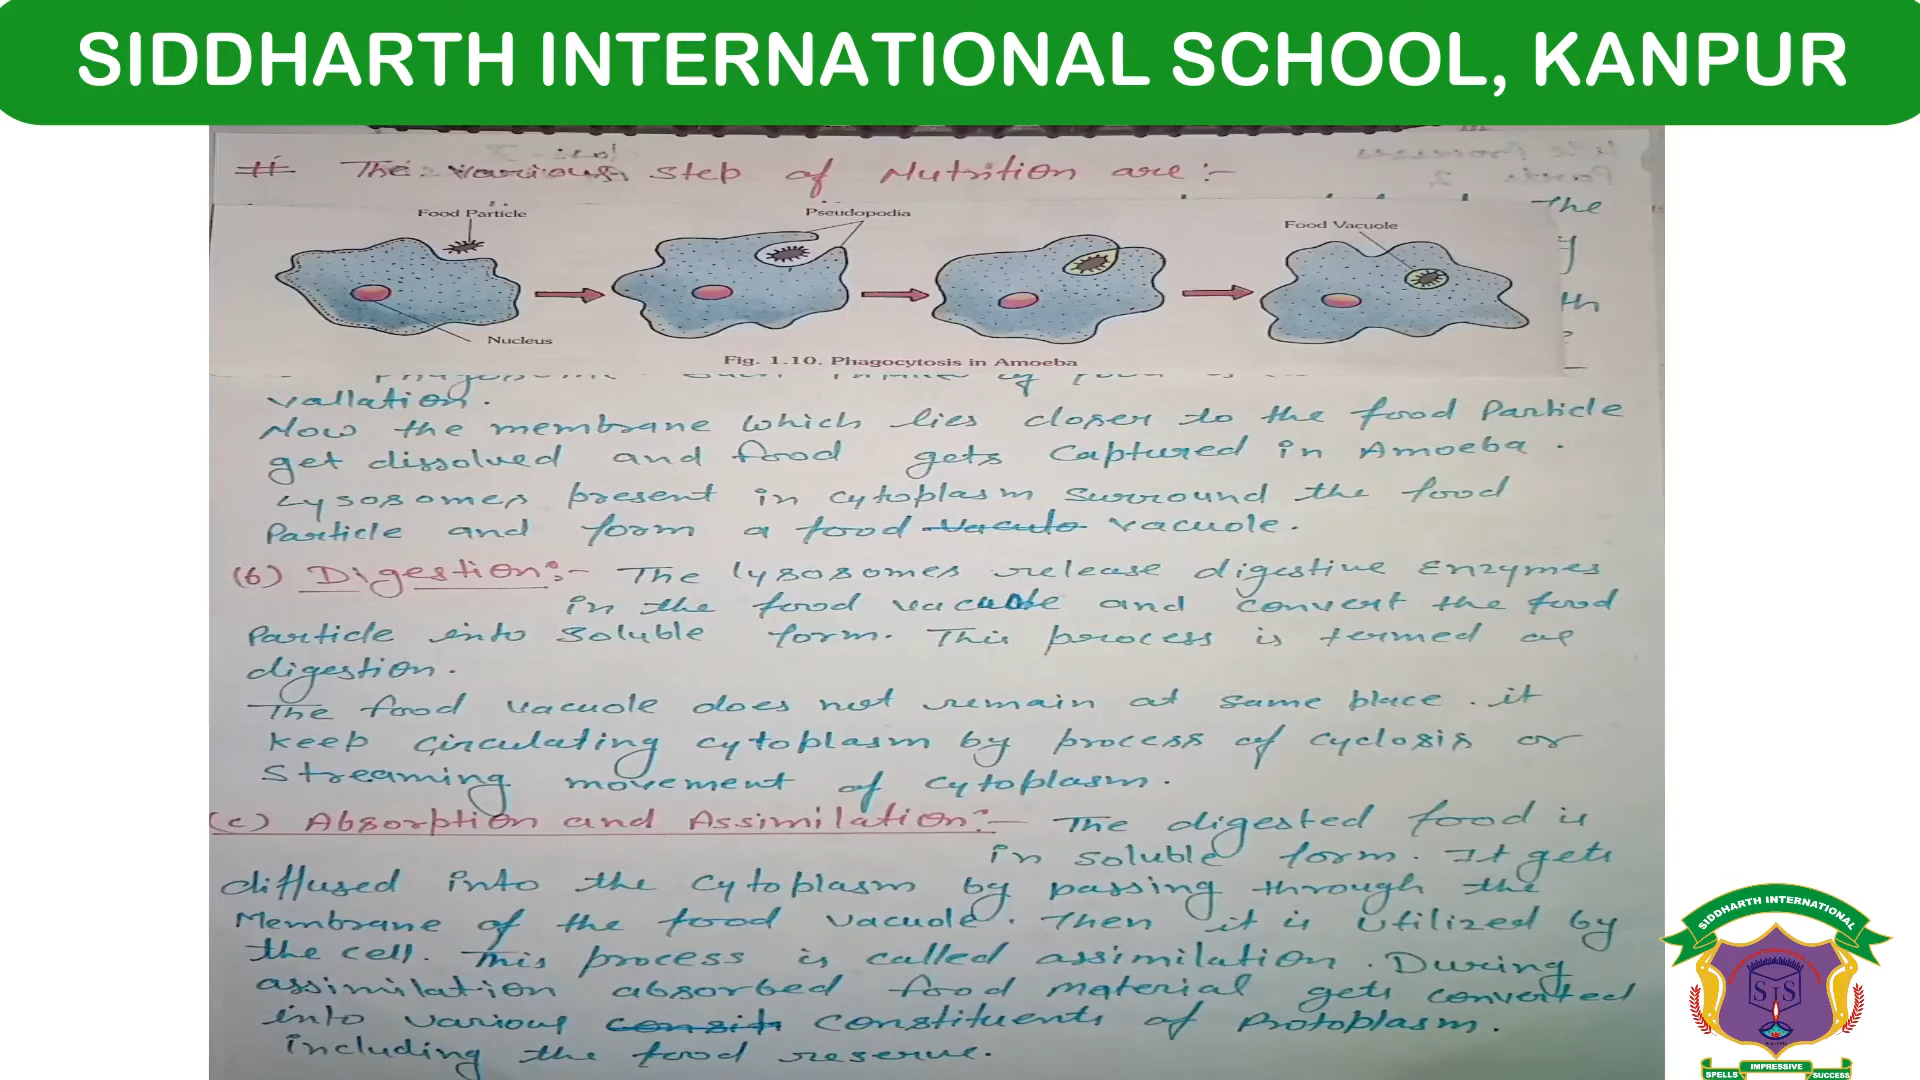 SIDDHARTH INTERNATIONAL SCHOOL, KANPUR
# The various step of Nutrition are :-
The
Food Particle
Pseudopodia
Food Vacuole
Nucleus
Fig. 1.10. Phagocytosis in Amoeba
vallation.
Now the membrane which lies closer to the food Particle
get dissolved and food gets captured in Amoeba.
Lysosomes present in cytoplasm surround the food
Particle and form a food vacuole.
(b) Digestion :- The lysosomes release digestive Enzymes
in the food vacuole and convert the food
Particle into soluble form. This process is termed as
digestion.
The food vacuole does not remain at same place. it
keep circulating cytoplasm by process of cyclosis or
streaming movement of cytoplasm.
(c) Absorption and Assimilation :- The digested food is
in soluble form. It gets
diffused into the cytoplasm by passing through the
Membrane of the food vacuole. Then it is utilized by
the cell. This process is called assimilation. During
assimilation absorbed food material gets converted
into various constituents of Protoplasm.
including the food reserve.
SIDDHARTH INTERNATIONAL
SIS
SPELLS IMPRESSIVE SUCCESS